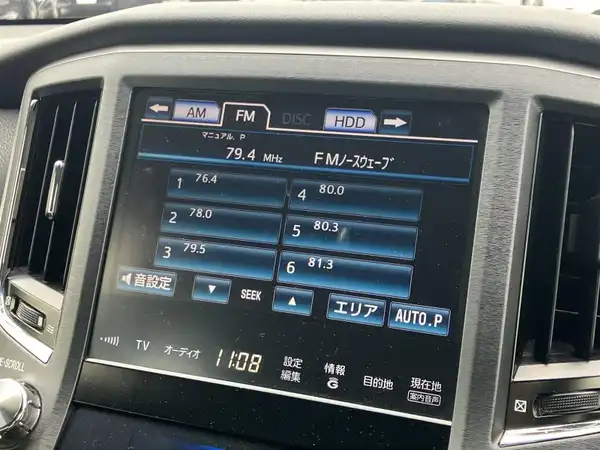 AM FM DISC HDD
マニュアル. P
79.4 MHz FMノースウェーブ
1 76.4
4 80.0
2 78.0
5 80.3
3 79.5
6 81.3
音設定 SEEK エリア AUTO.P
TV オーディオ 11:08 設定編集 情報G 目的地 現在地
案内音声
E-SCROLL